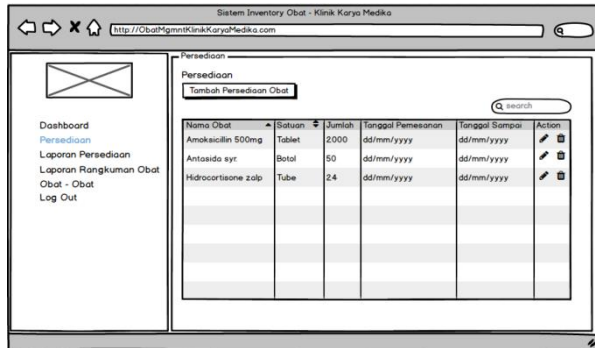 Sistem Inventory Obat - Klinik Karya Medika
http://ObatMgmntKlinikKaryaMedika.com
Persediaan
Persediaan
Tambah Persediaan Obat
search
Dashboard
Persediaan
Laporan Persediaan
Laporan Rangkuman Obat
Obat - Obat
Log Out
Nama Obat Satuan Jumlah Tanggal Pemesanan Tanggal Sampai Action
Amoksicillin 500mg Tablet 2000 dd/mm/yyyy dd/mm/yyyy
Antasida syr. Botol 50 dd/mm/yyyy dd/mm/yyyy
Hidrocortisone zalp Tube 24 dd/mm/yyyy dd/mm/yyyy